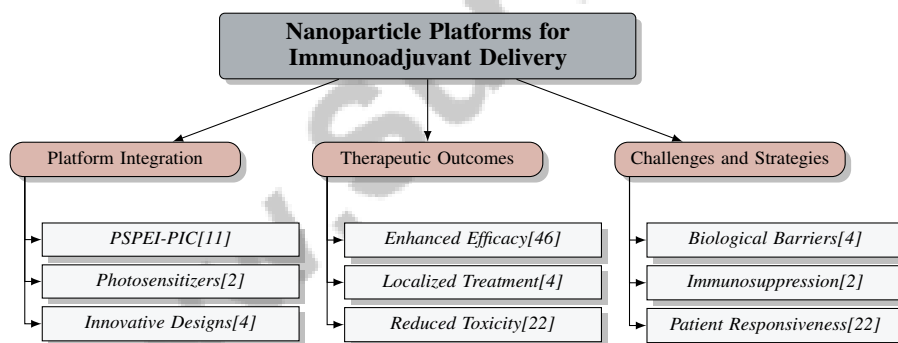 Nanoparticle Platforms for
Immunoadjuvant Delivery
Platform Integration
PSPEI-PIC[11]
Photosensitizers[2]
Innovative Designs[4]
Therapeutic Outcomes
Enhanced Efficacy[46]
Localized Treatment[4]
Reduced Toxicity[22]
Challenges and Strategies
Biological Barriers[4]
Immunosuppression[2]
Patient Responsiveness[22]